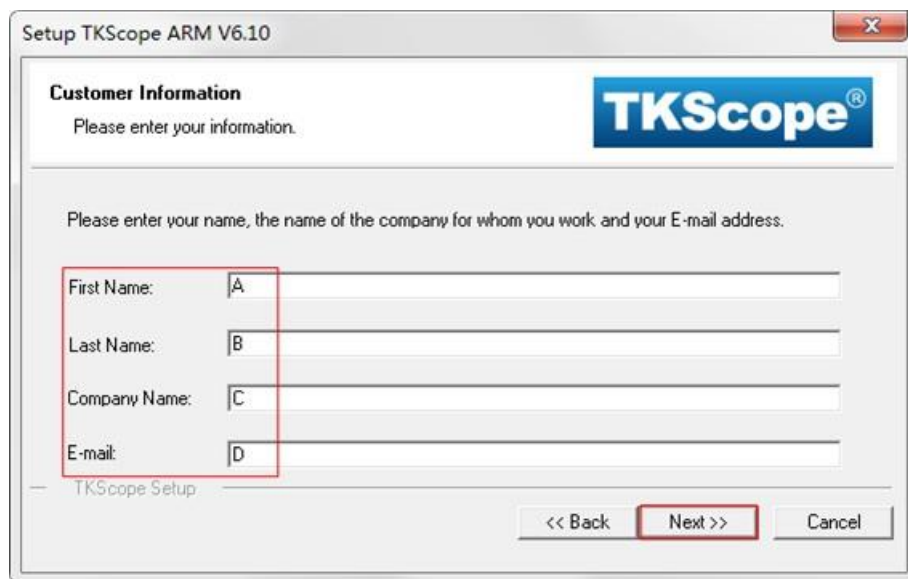 Setup TKScope ARM V6.10
Customer Information
Please enter your information.
TKScope®
Please enter your name, the name of the company for whom you work and your E-mail address.
First Name: A
Last Name: B
Company Name: C
E-mail: D
TKScope Setup
<< Back Next >> Cancel